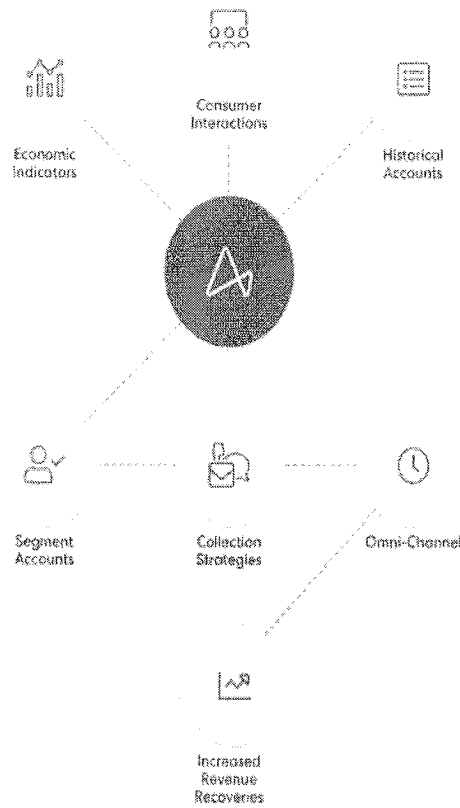 Consumer
Interactions
Economic
Indicators
Historical
Accounts
Segment
Accounts
Collection
Strategies
Omni-Channel
Increased
Revenue
Recoveries